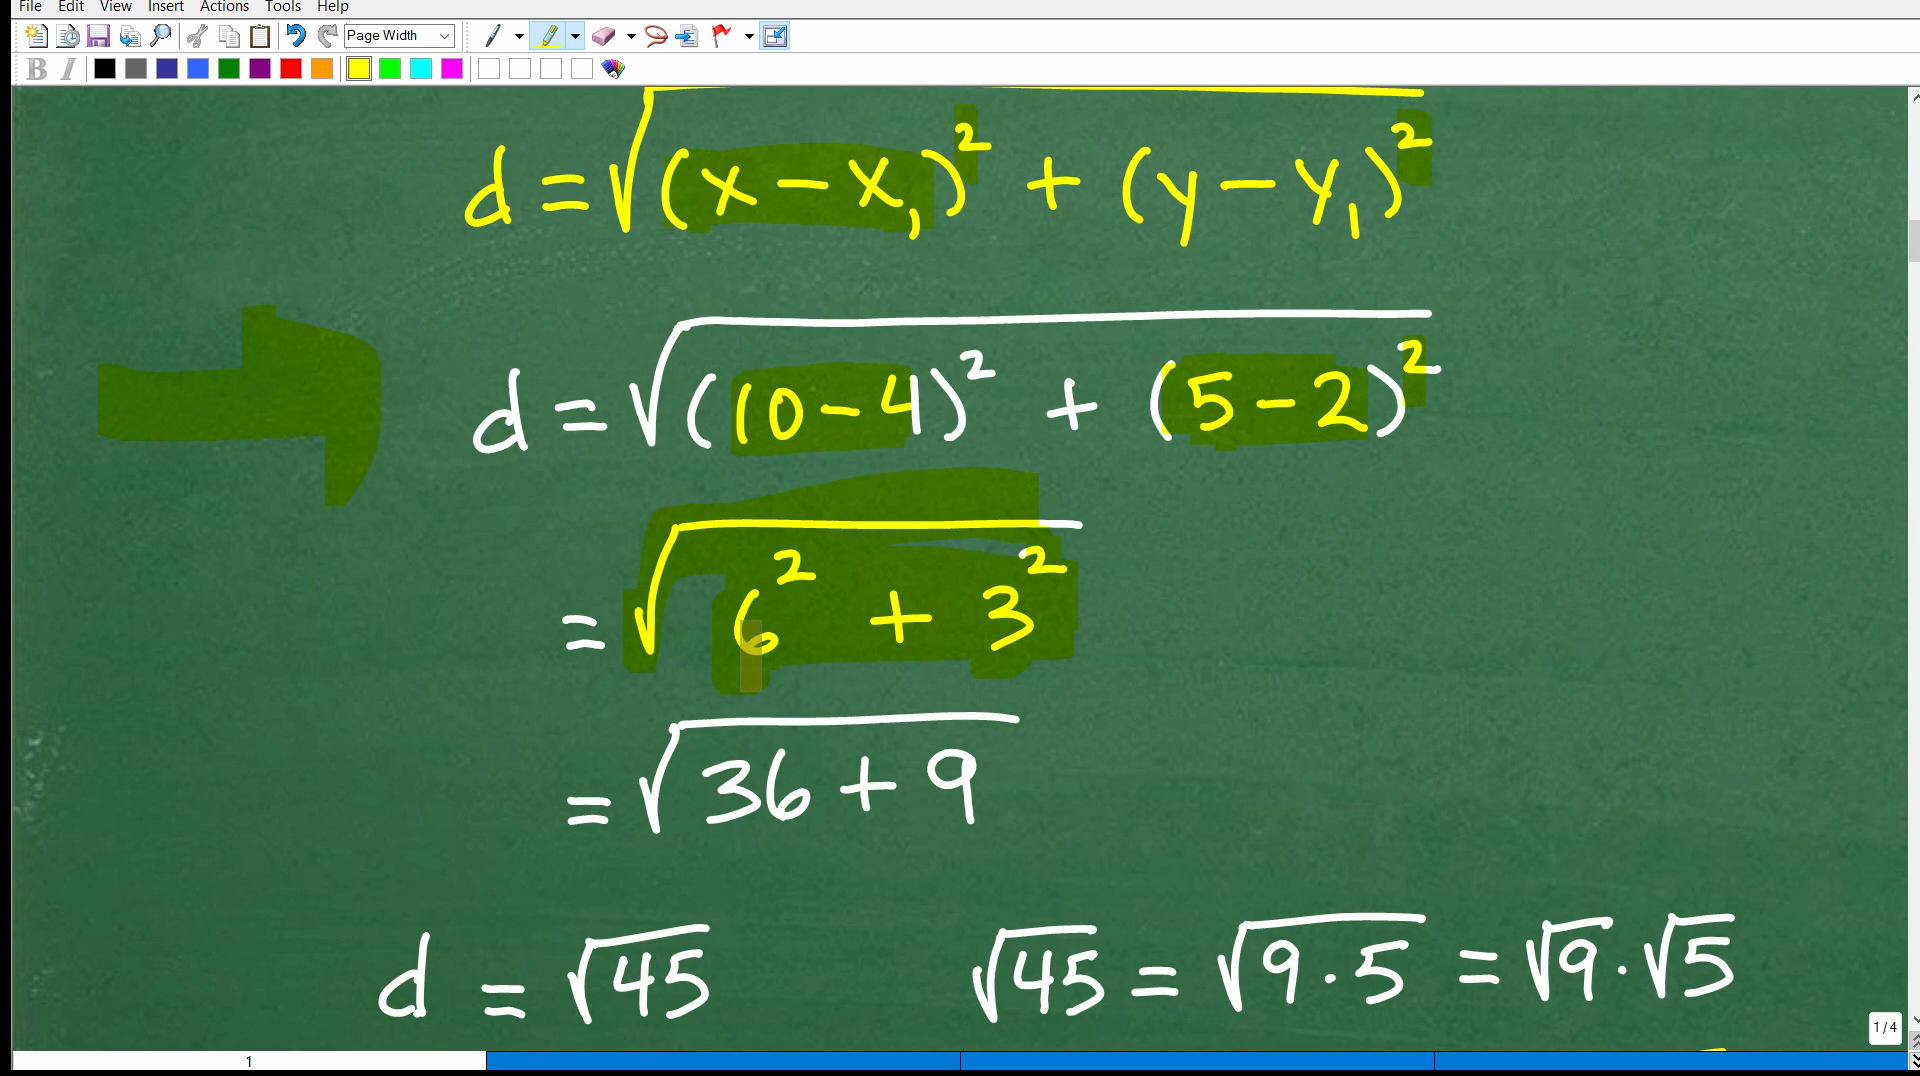 File Edit View Insert Actions Tools Help
Page Width
B I
d = √(x − x₁)² + (y − y₁)²
d = √(10 − 4)² + (5 − 2)²
= √6² + 3²
= √36 + 9
d = √45 √45 = √9 · 5 = √9 · √5
1 / 4
1